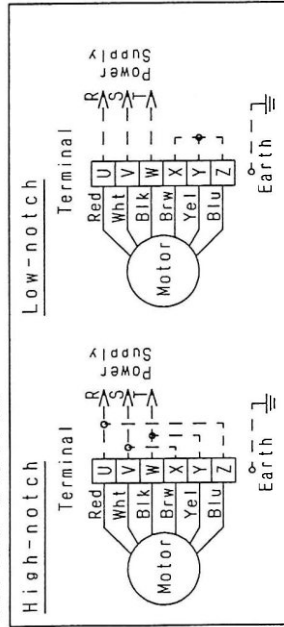 High-notch
Terminal
Red
Wht
Blk
Brw
Yel
Blu
Motor
U
V
W
X
Y
Z
R
S
T
Power
Supply
Earth
Low-notch
Terminal
Red
Wht
Blk
Brw
Yel
Blu
Motor
U
V
W
X
Y
Z
R
S
T
Power
Supply
Earth